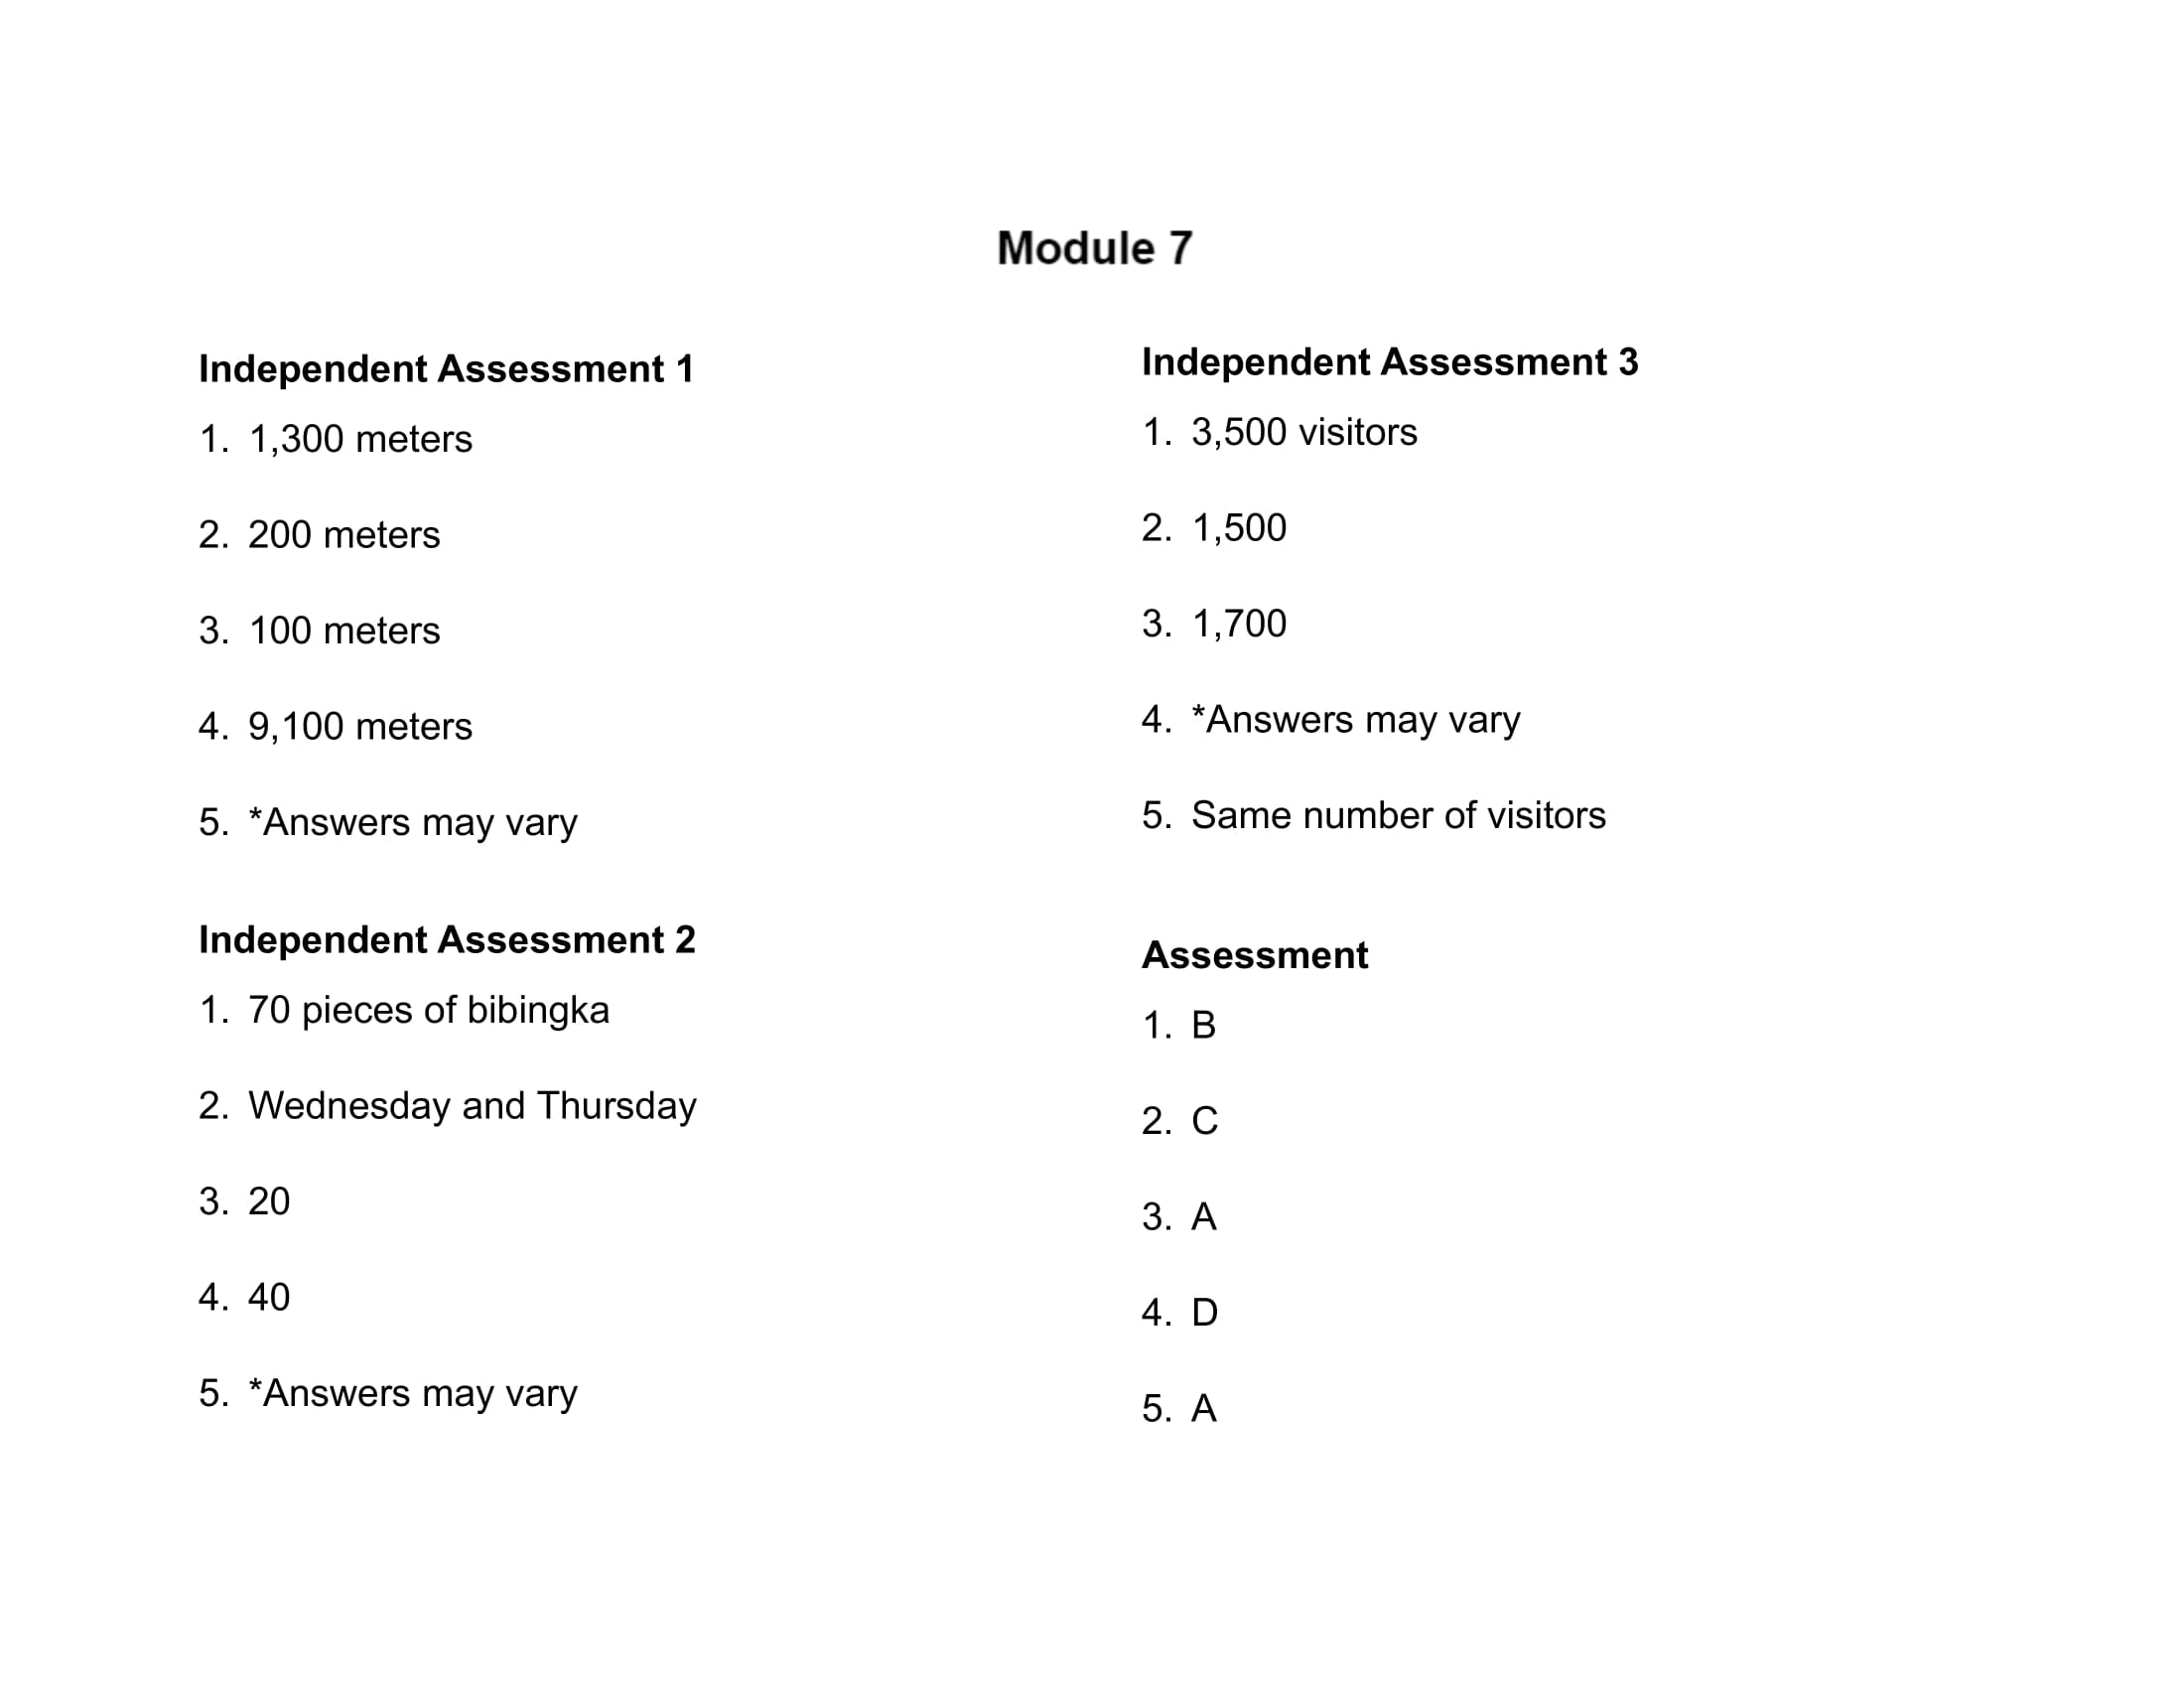 Module 7
Independent Assessment 1
1. 1,300 meters
2. 200 meters
3. 100 meters
4. 9,100 meters
5. *Answers may vary
Independent Assessment 2
1. 70 pieces of bibingka
2. Wednesday and Thursday
3. 20
4. 40
5. *Answers may vary
Independent Assessment 3
1. 3,500 visitors
2. 1,500
3. 1,700
4. *Answers may vary
5. Same number of visitors
Assessment
1. B
2. C
3. A
4. D
5. A